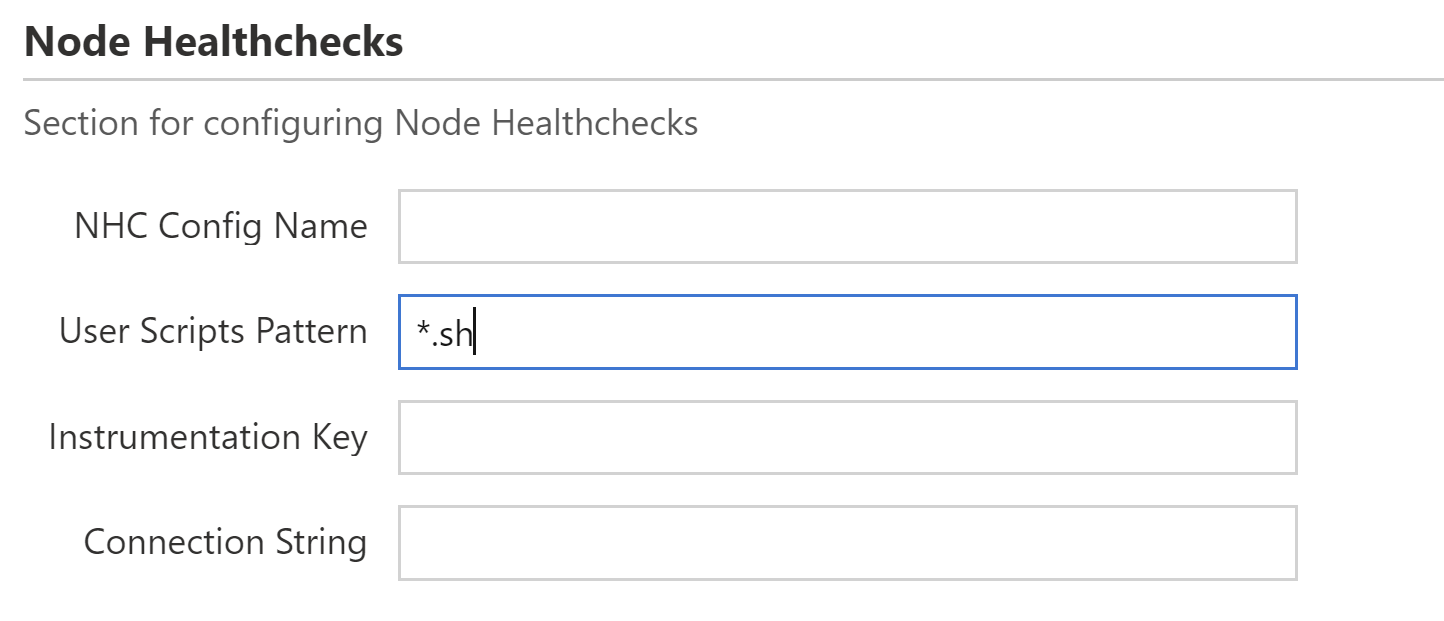 Node Healthchecks
Section for configuring Node Healthchecks
NHC Config Name
User Scripts Pattern *.sh
Instrumentation Key
Connection String